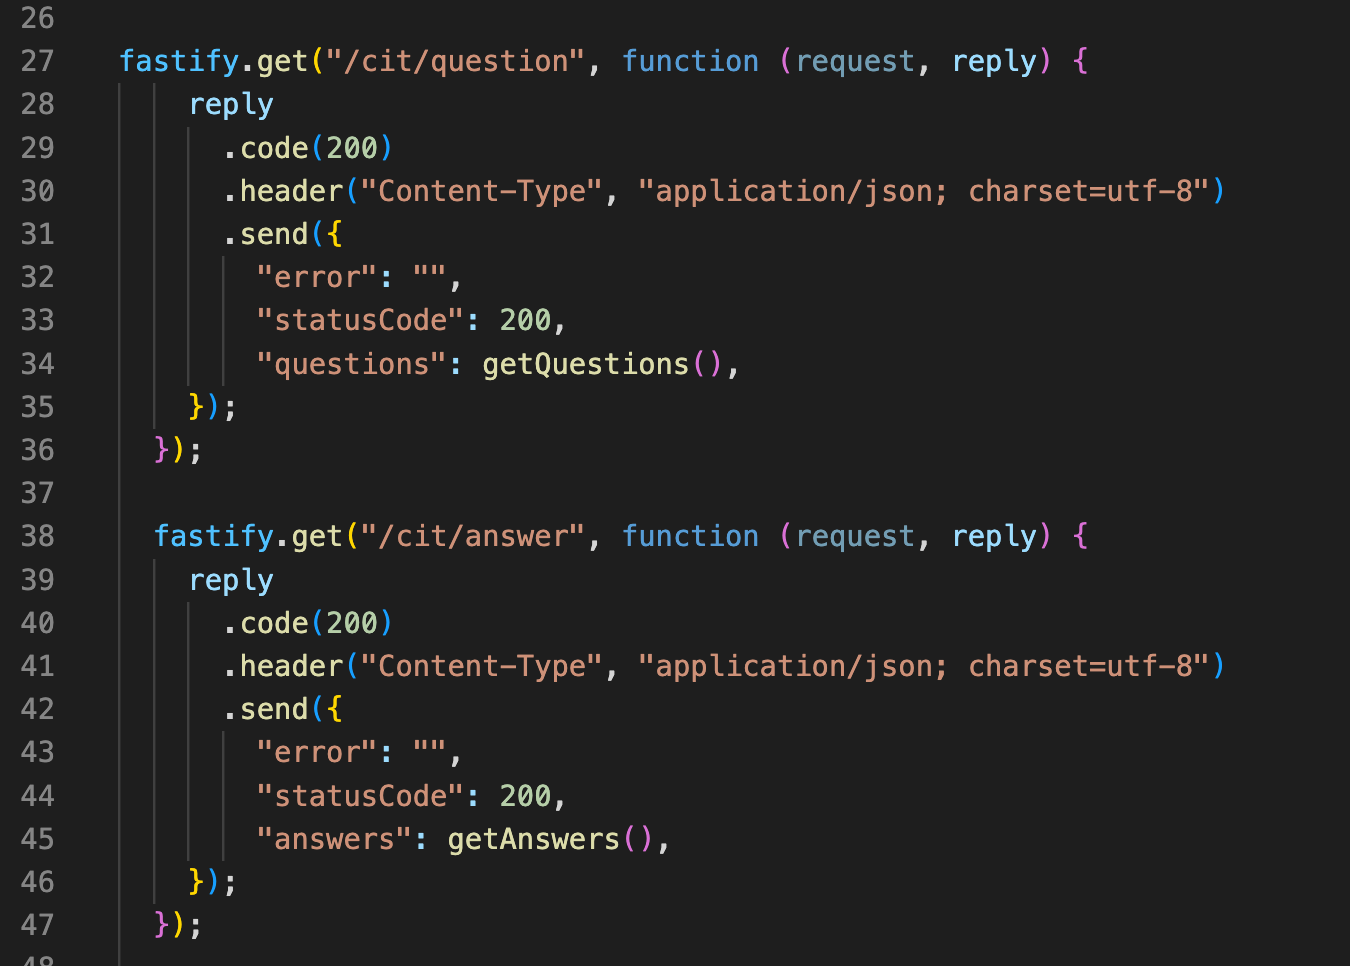 26
27 fastify.get("/cit/question", function (request, reply) {
28 reply
29 .code(200)
30 .header("Content-Type", "application/json; charset=utf-8")
31 .send({
32 "error": "",
33 "statusCode": 200,
34 "questions": getQuestions(),
35 });
36 });
37
38 fastify.get("/cit/answer", function (request, reply) {
39 reply
40 .code(200)
41 .header("Content-Type", "application/json; charset=utf-8")
42 .send({
43 "error": "",
44 "statusCode": 200,
45 "answers": getAnswers(),
46 });
47 });
48